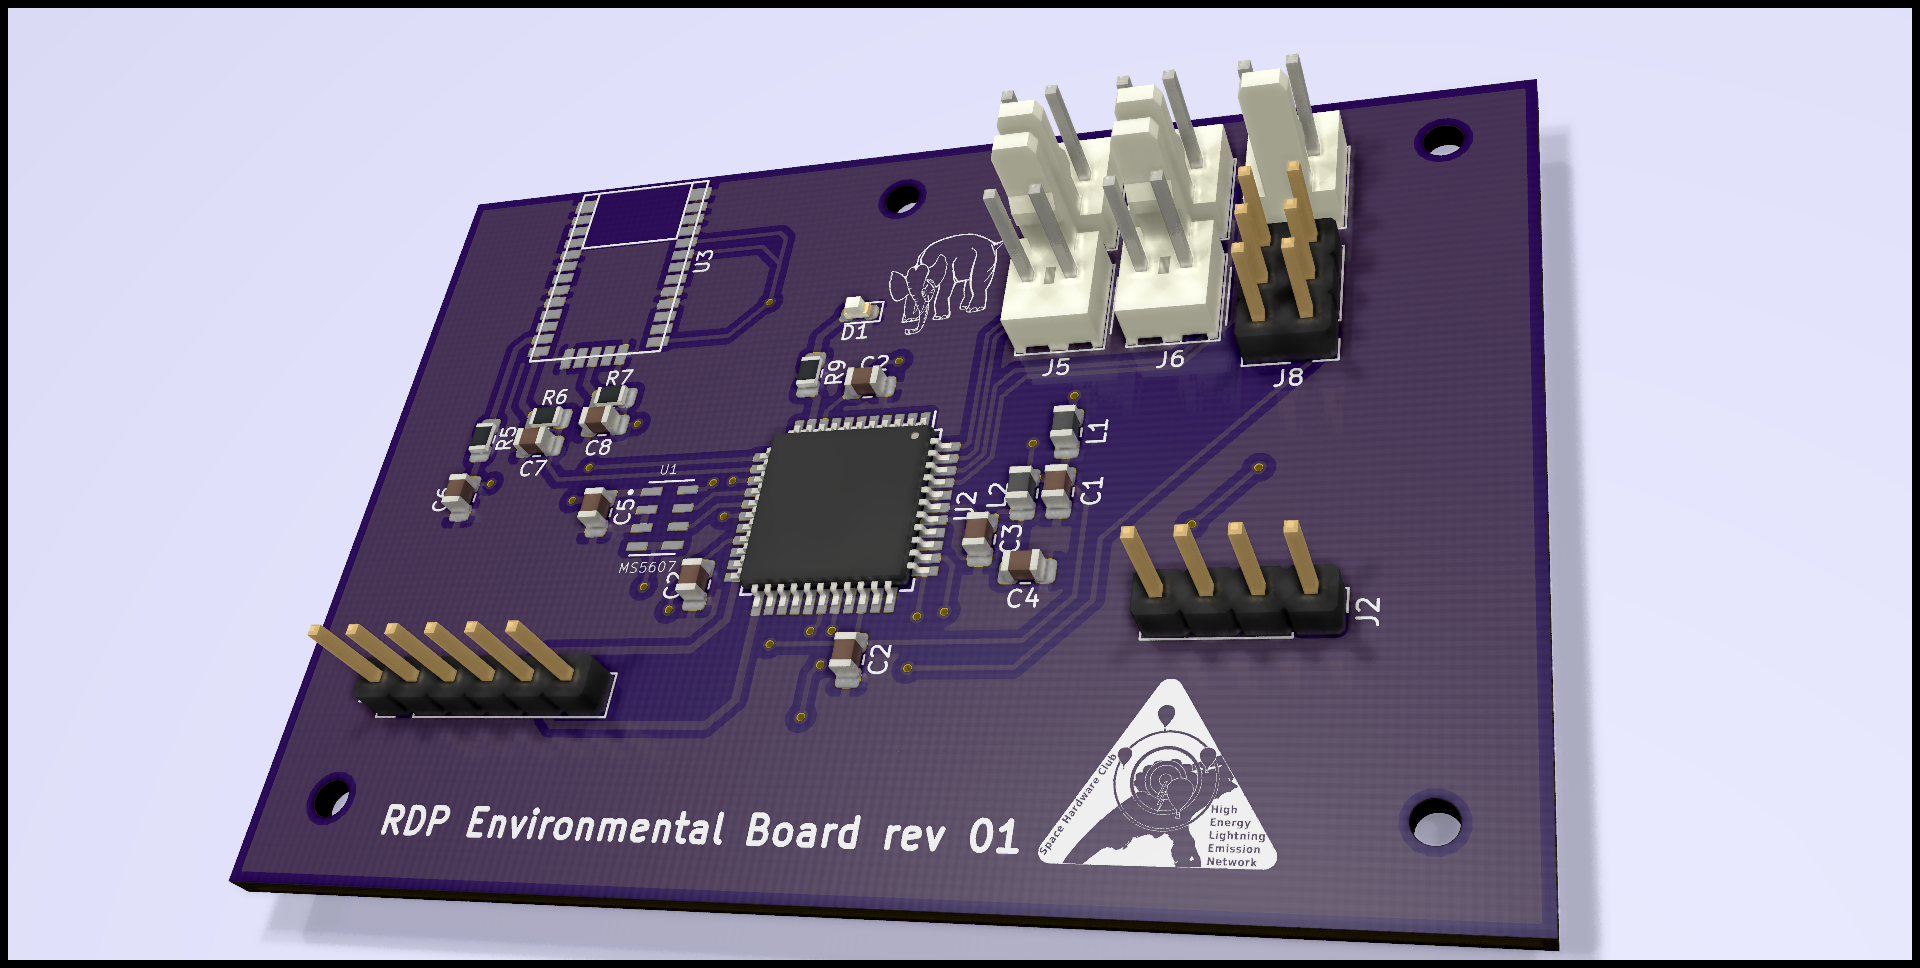 U3
D1
J5
J6
J8
R9
C2
R7
R6
R5
C8
C7
L1
U1
C5
L2
C1
U2
C3
MS5607
C2
C4
J2
C2
Space Hardware Club
High
Energy
Lightning
Emission
Network
RDP Environmental Board rev 01